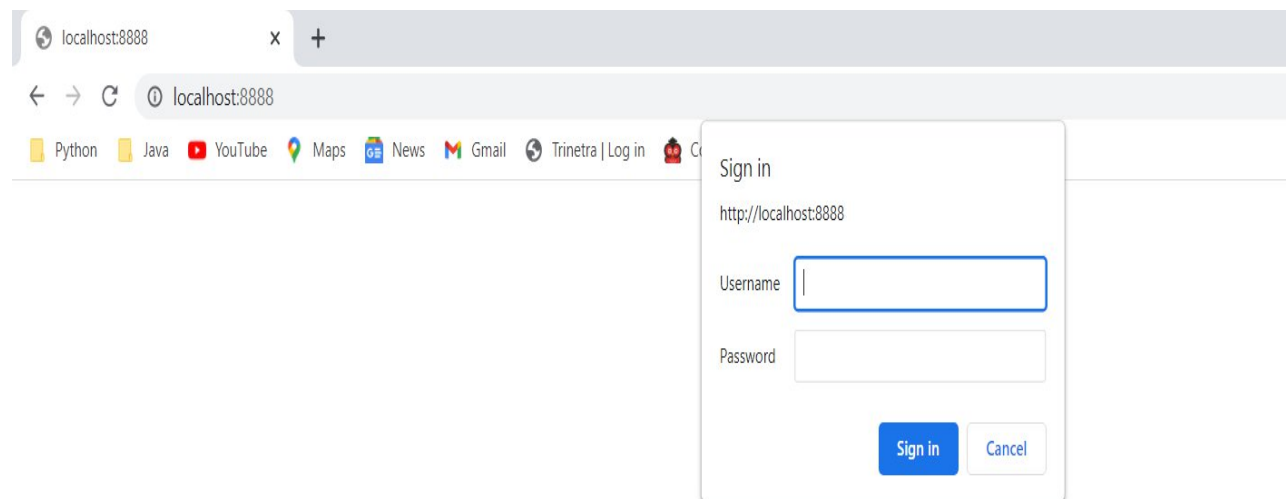 localhost:8888
localhost:8888
Python Java YouTube Maps GE News Gmail Trinetra | Log in
Sign in
http://localhost:8888
Username
Password
Sign in Cancel